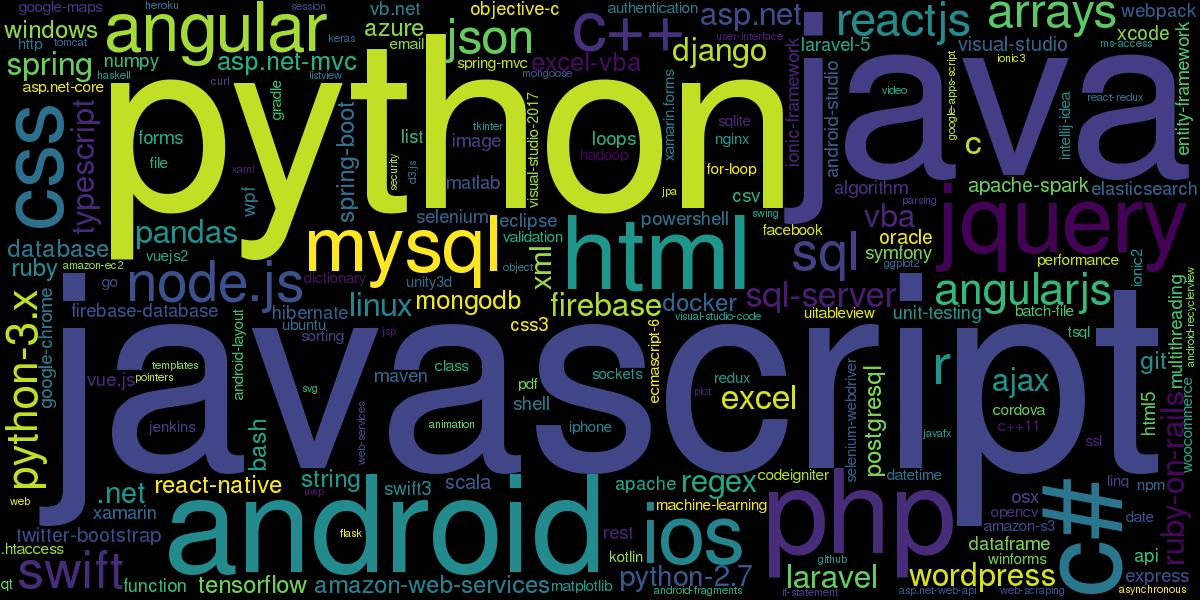 google-maps
heroku
session
vb.net
objective-c
authentication
asp.net
reactjs
arrays
webpack
windows
angular
azure
json
c++
django
laravel-5
visual-studio
xcode
http
tomcat
keras
email
user-interface
ms-access
spring
numpy
asp.net-mvc
spring-mvc
excel-vba
ionic3
haskell
curl
listview
mongoose
asp.net-core
python
java
css
typescript
forms
file
gradle
spring-boot
list
image
tkinter
visual-studio-2017
loops
hadoop
xamarin.forms
sqlite
nginx
ionic-framework
android-studio
video
google-apps-script
c
intellij-idea
react-redux
entity-framework
xaml
wpf
security
d3.js
matlab
jpa
for-loop
csv
algorithm
apache-spark
elasticsearch
parsing
selenium
eclipse
powershell
swing
facebook
vba
jquery
pandas
mysql
validation
html
oracle
database
vuejs2
xml
sql
symfony
performance
ruby
amazon-ec2
object
ggplot2
ionic2
go
node.js
dictionary
unity3d
sql-server
angularjs
python-3.x
google-chrome
firebase-database
hibernate
linux
mongodb
firebase
docker
uitableview
unit-testing
batch-file
multithreading
android-recyclerview
ubuntu
css3
visual-studio-code
tsql
javascript
android-layout
sorting
jsp
ecmascript-6
r
git
vue.js
templates
pointers
svg
maven
class
pdf
sockets
redux
plot
excel
selenium-webdriver
postgresql
ajax
cordova
c++11
html5
ruby-on-rails
woocommerce
shell
jenkins
bash
web-services
animation
iphone
javafx
ssl
.net
react-native
string
swift3
scala
apache
regex
codeigniter
datetime
linq
npm
web
xamarin
uwp
android
machine-learning
php
osx
opencv
c#
twitter-bootstrap
flask
rest
ios
amazon-s3
date
.htaccess
kotlin
github
dataframe
api
qt
swift
function
tensorflow
amazon-web-services
matplotlib
python-2.7
android-fragments
laravel
if-statement
wordpress
winforms
asp.net-web-api
web-scraping
express
asynchronous